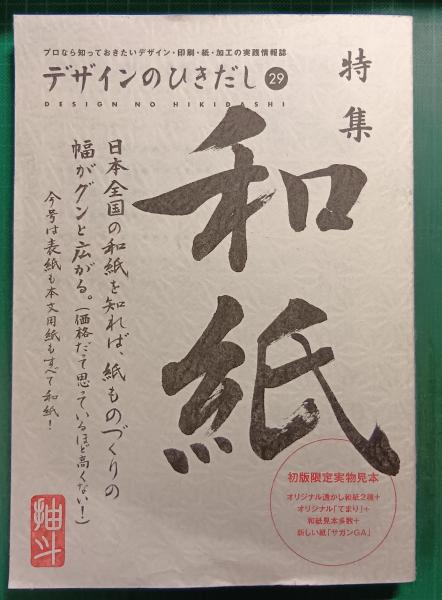 プロなら知っておきたいデザイン・印刷・紙・加工の実践情報誌
デザインのひきだし 29
DESIGN NO HIKIDASHI
特集
和紙
日本全国の和紙を知れば、紙ものづくりの
幅がグンと広がる。(価格だって思っているほど高くない!)
今号は表紙も本文用紙もすべて和紙!
初版限定実物見本
オリジナル透かし和紙2種+
オリジナル「てまり」+
和紙見本多数+
新しい紙「サガンGA」
抽斗